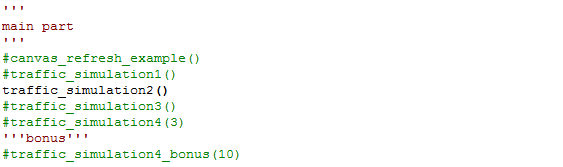 '''
main part
'''
#canvas_refresh_example()
#traffic_simulation1()
traffic_simulation2()
#traffic_simulation3()
#traffic_simulation4(3)
'''bonus'''
#traffic_simulation4_bonus(10)